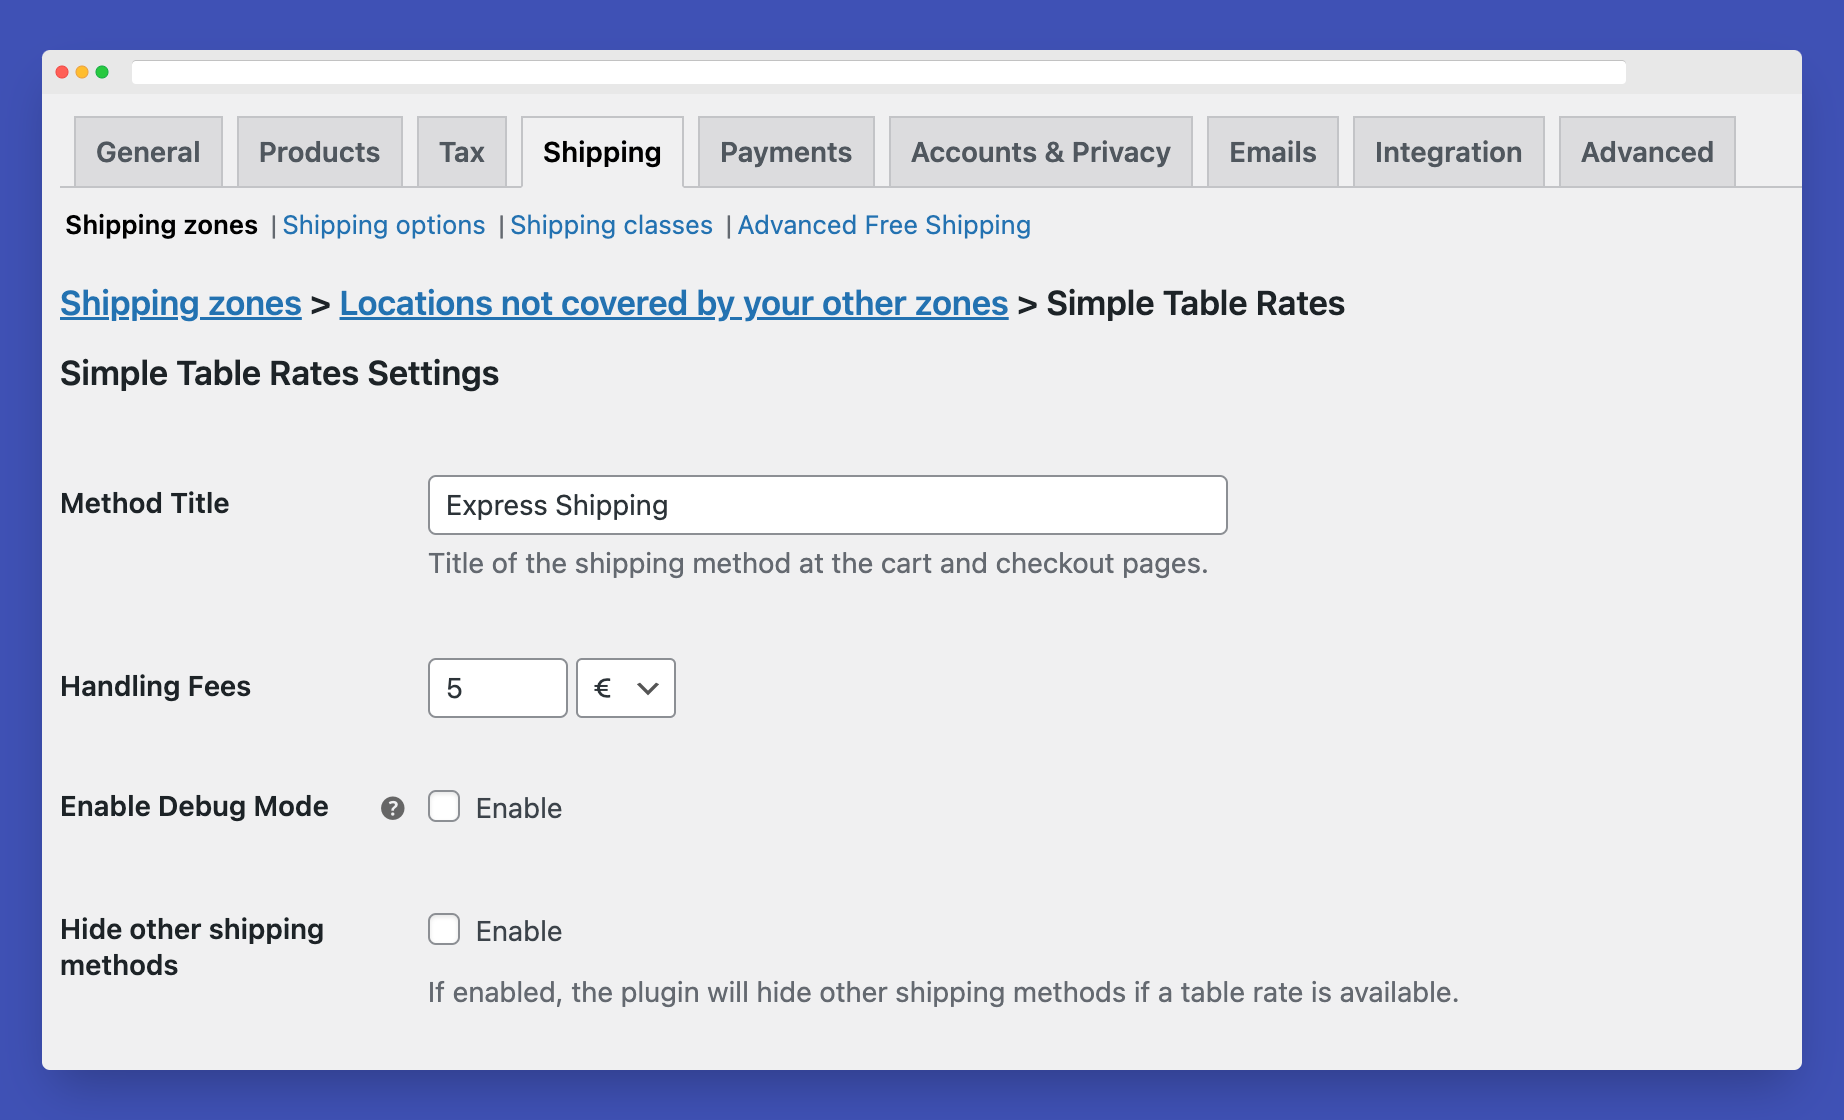 General Products Tax Shipping Payments Accounts & Privacy Emails Integration Advanced
Shipping zones | Shipping options | Shipping classes | Advanced Free Shipping
Shipping zones > Locations not covered by your other zones > Simple Table Rates
Simple Table Rates Settings
Method Title Express Shipping
Title of the shipping method at the cart and checkout pages.
Handling Fees 5 €
Enable Debug Mode ? Enable
Hide other shipping Enable
methods
If enabled, the plugin will hide other shipping methods if a table rate is available.